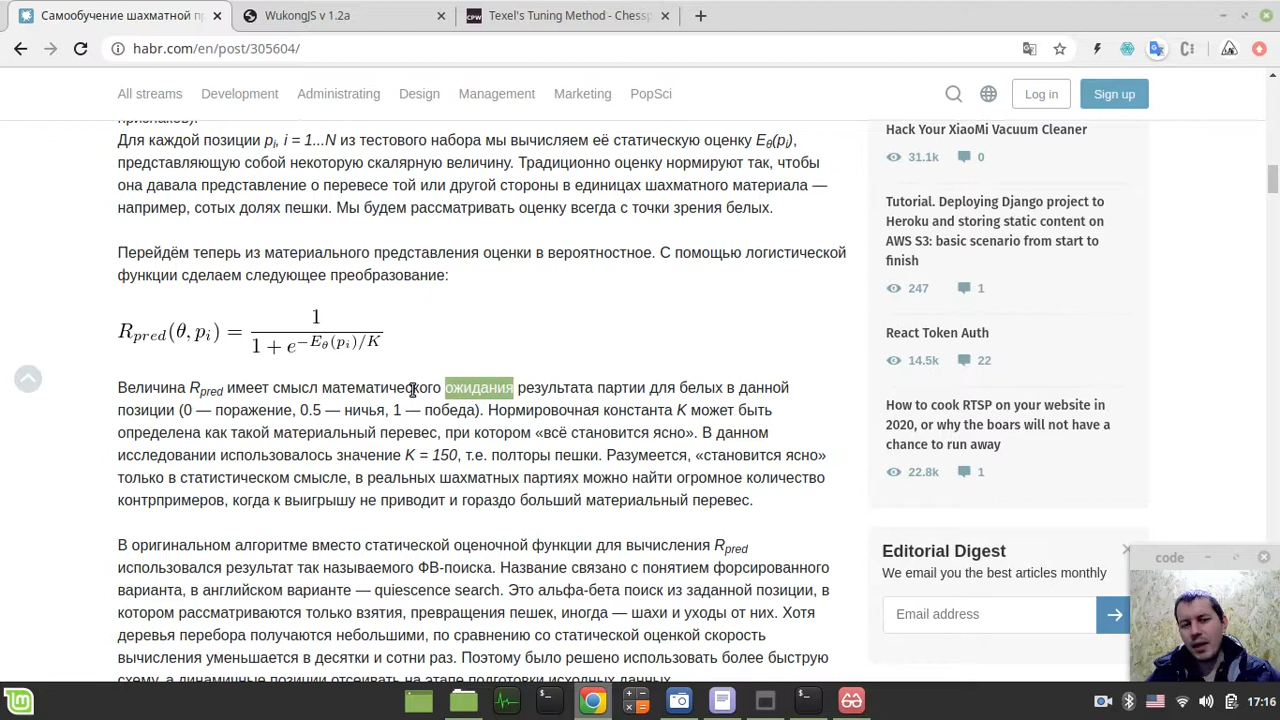 Самообучение шахматной п
WukongJS v 1.2a
CPW
Texel's Tuning Method - Chessp
habr.com/en/post/305604/
All streams
Development
Administrating
Design
Management
Marketing
PopSci
Log in
Sign up
признаков).
Для каждой позиции pi, i = 1...N из тестового набора мы вычисляем её статическую оценку Eθ(pi),
представляющую собой некоторую скалярную величину. Традиционно оценку нормируют так, чтобы
она давала представление о перевесе той или другой стороны в единицах шахматного материала —
например, сотых долях пешки. Мы будем рассматривать оценку всегда с точки зрения белых.
Перейдём теперь из материального представления оценки в вероятностное. С помощью логистической
функции сделаем следующее преобразование:
Rpred(θ, pi) = 1 / (1 + e^(−Eθ(pi)/K))
Величина Rpred имеет смысл математического ожидания результата партии для белых в данной
позиции (0 — поражение, 0.5 — ничья, 1 — победа). Нормировочная константа K может быть
определена как такой материальный перевес, при котором «всё становится ясно». В данном
исследовании использовалось значение K = 150, т.е. полторы пешки. Разумеется, «становится ясно»
только в статистическом смысле, в реальных шахматных партиях можно найти огромное количество
контрпримеров, когда к выигрышу не приводит и гораздо больший материальный перевес.
В оригинальном алгоритме вместо статической оценочной функции для вычисления Rpred
использовался результат так называемого ФВ-поиска. Название связано с понятием форсированного
варианта, в английском варианте — quiescence search. Это альфа-бета поиск из заданной позиции, в
котором рассматриваются только взятия, превращения пешек, иногда — шахи и уходы от них. Хотя
деревья перебора получаются небольшими, по сравнению со статической оценкой скорость
вычисления уменьшается в десятки и сотни раз. Поэтому было решено использовать более быструю
схему, а динамичные позиции отсеивать на этапе подготовки исходных данных.
Hack Your XiaoMi Vacuum Cleaner
31.1k 0
Tutorial. Deploying Django project to
Heroku and storing static content on
AWS S3: basic scenario from start to
finish
247 1
React Token Auth
14.5k 22
How to cook RTSP on your website in
2020, or why the boars will not have a
chance to run away
22.8k 1
Editorial Digest
We email you the best articles monthly
Email address
code
17:16